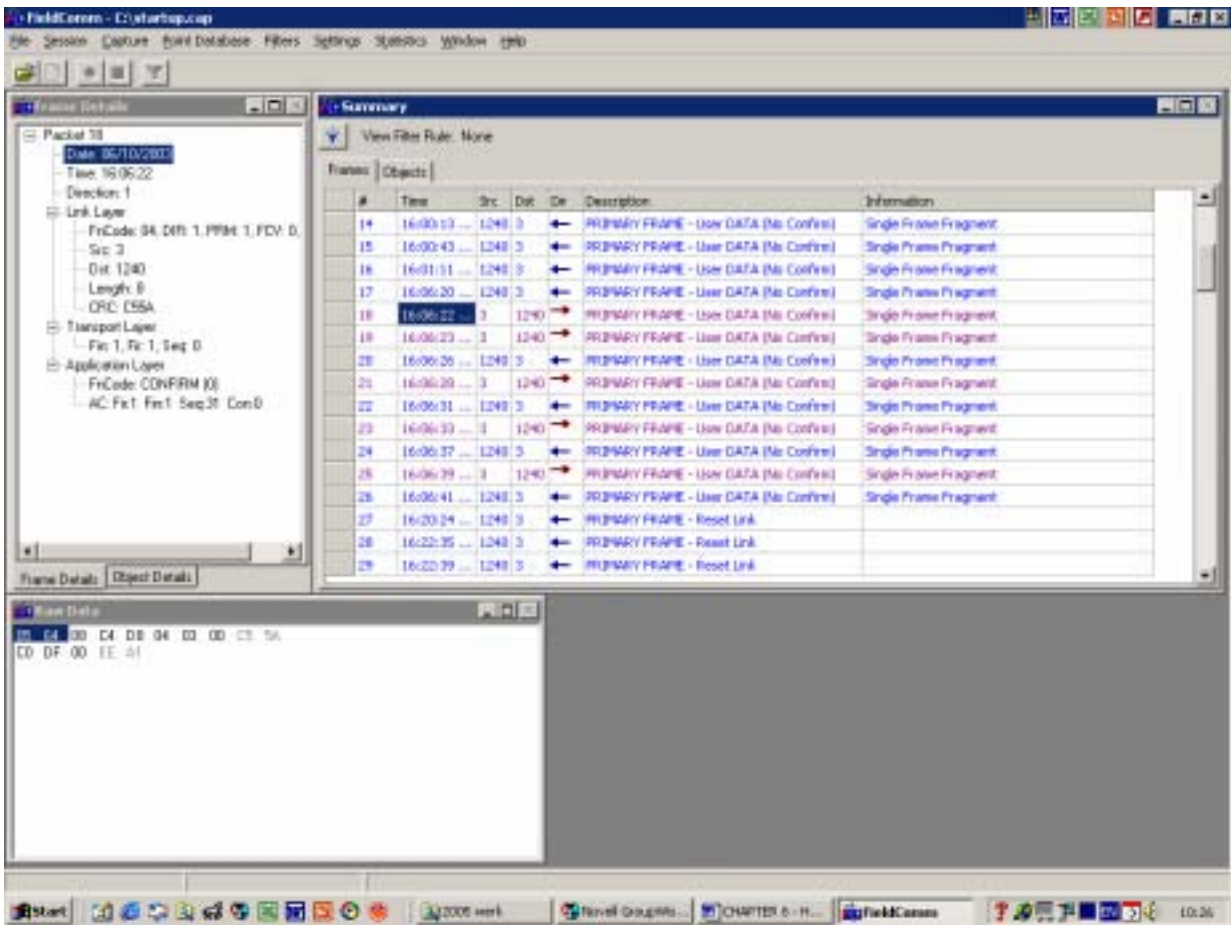 FieldComm - C:\startup.cap
File Session Capture Point Database Filters Settings Statistics Window Help
Frame Details
Packet 18
Date: 06/10/2003
Time: 16:06:22
Direction: 1
Link Layer
FnCode: 04, DIR: 1, PRM: 1, FCV: 0,
Src: 3
Dst: 1240
Length: 8
CRC: C55A
Transport Layer
Fin: 1, Fir: 1, Seq: 0
Application Layer
FnCode: CONFIRM (0)
AC: Fir:1 Fin:1 Seq:31 Con:0
Frame Details Object Details
Summary
View Filter Rule: None
Frames Objects
# Time Src Dst Dir Description Information
14 16:00:13 ... 1240 3 PRIMARY FRAME - User DATA (No Confirm) Single Frame Fragment
15 16:00:43 ... 1240 3 PRIMARY FRAME - User DATA (No Confirm) Single Frame Fragment
16 16:01:11 ... 1240 3 PRIMARY FRAME - User DATA (No Confirm) Single Frame Fragment
17 16:06:20 ... 1240 3 PRIMARY FRAME - User DATA (No Confirm) Single Frame Fragment
18 16:06:22 ... 3 1240 PRIMARY FRAME - User DATA (No Confirm) Single Frame Fragment
19 16:06:23 ... 3 1240 PRIMARY FRAME - User DATA (No Confirm) Single Frame Fragment
20 16:06:26 ... 1240 3 PRIMARY FRAME - User DATA (No Confirm) Single Frame Fragment
21 16:06:28 ... 3 1240 PRIMARY FRAME - User DATA (No Confirm) Single Frame Fragment
22 16:06:31 ... 1240 3 PRIMARY FRAME - User DATA (No Confirm) Single Frame Fragment
23 16:06:33 ... 3 1240 PRIMARY FRAME - User DATA (No Confirm) Single Frame Fragment
24 16:06:37 ... 1240 3 PRIMARY FRAME - User DATA (No Confirm) Single Frame Fragment
25 16:06:39 ... 3 1240 PRIMARY FRAME - User DATA (No Confirm) Single Frame Fragment
26 16:06:41 ... 1240 3 PRIMARY FRAME - User DATA (No Confirm) Single Frame Fragment
27 16:20:24 ... 1240 3 PRIMARY FRAME - Reset Link
28 16:22:35 ... 1240 3 PRIMARY FRAME - Reset Link
29 16:22:39 ... 1240 3 PRIMARY FRAME - Reset Link
Raw Data
05 64 08 C4 D8 04 03 00 C5 5A
C0 DF 00 EE A1
Start 2005 work Novell GroupWis... CHAPTER 6 - H... FieldComm EN 10:26